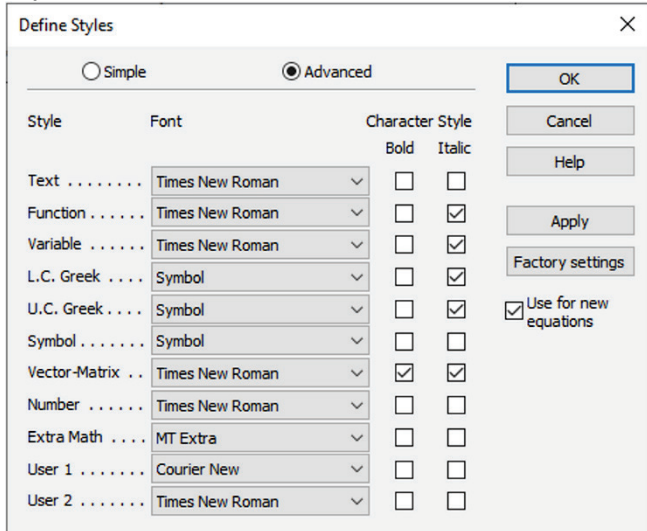 Define Styles
Simple Advanced OK
Style Font Character Style Cancel
Bold Italic
Help
Text ........ Times New Roman
Function ...... Times New Roman Apply
Variable ...... Times New Roman
L.C. Greek .... Symbol Factory settings
U.C. Greek .... Symbol Use for new
equations
Symbol ....... Symbol
Vector-Matrix .. Times New Roman
Number ...... Times New Roman
Extra Math .... MT Extra
User 1 ....... Courier New
User 2 ....... Times New Roman